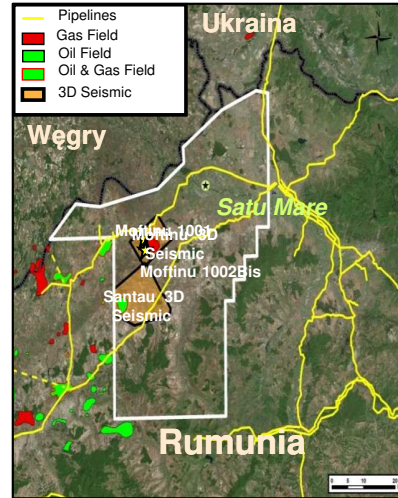 Pipelines
Gas Field
Oil Field
Oil & Gas Field
3D Seismic
Ukraina
Węgry
Satu Mare
Moftinu 1001
Moftinu 3D
Seismic
Moftinu 1002Bis
Santau 3D
Seismic
Rumunia